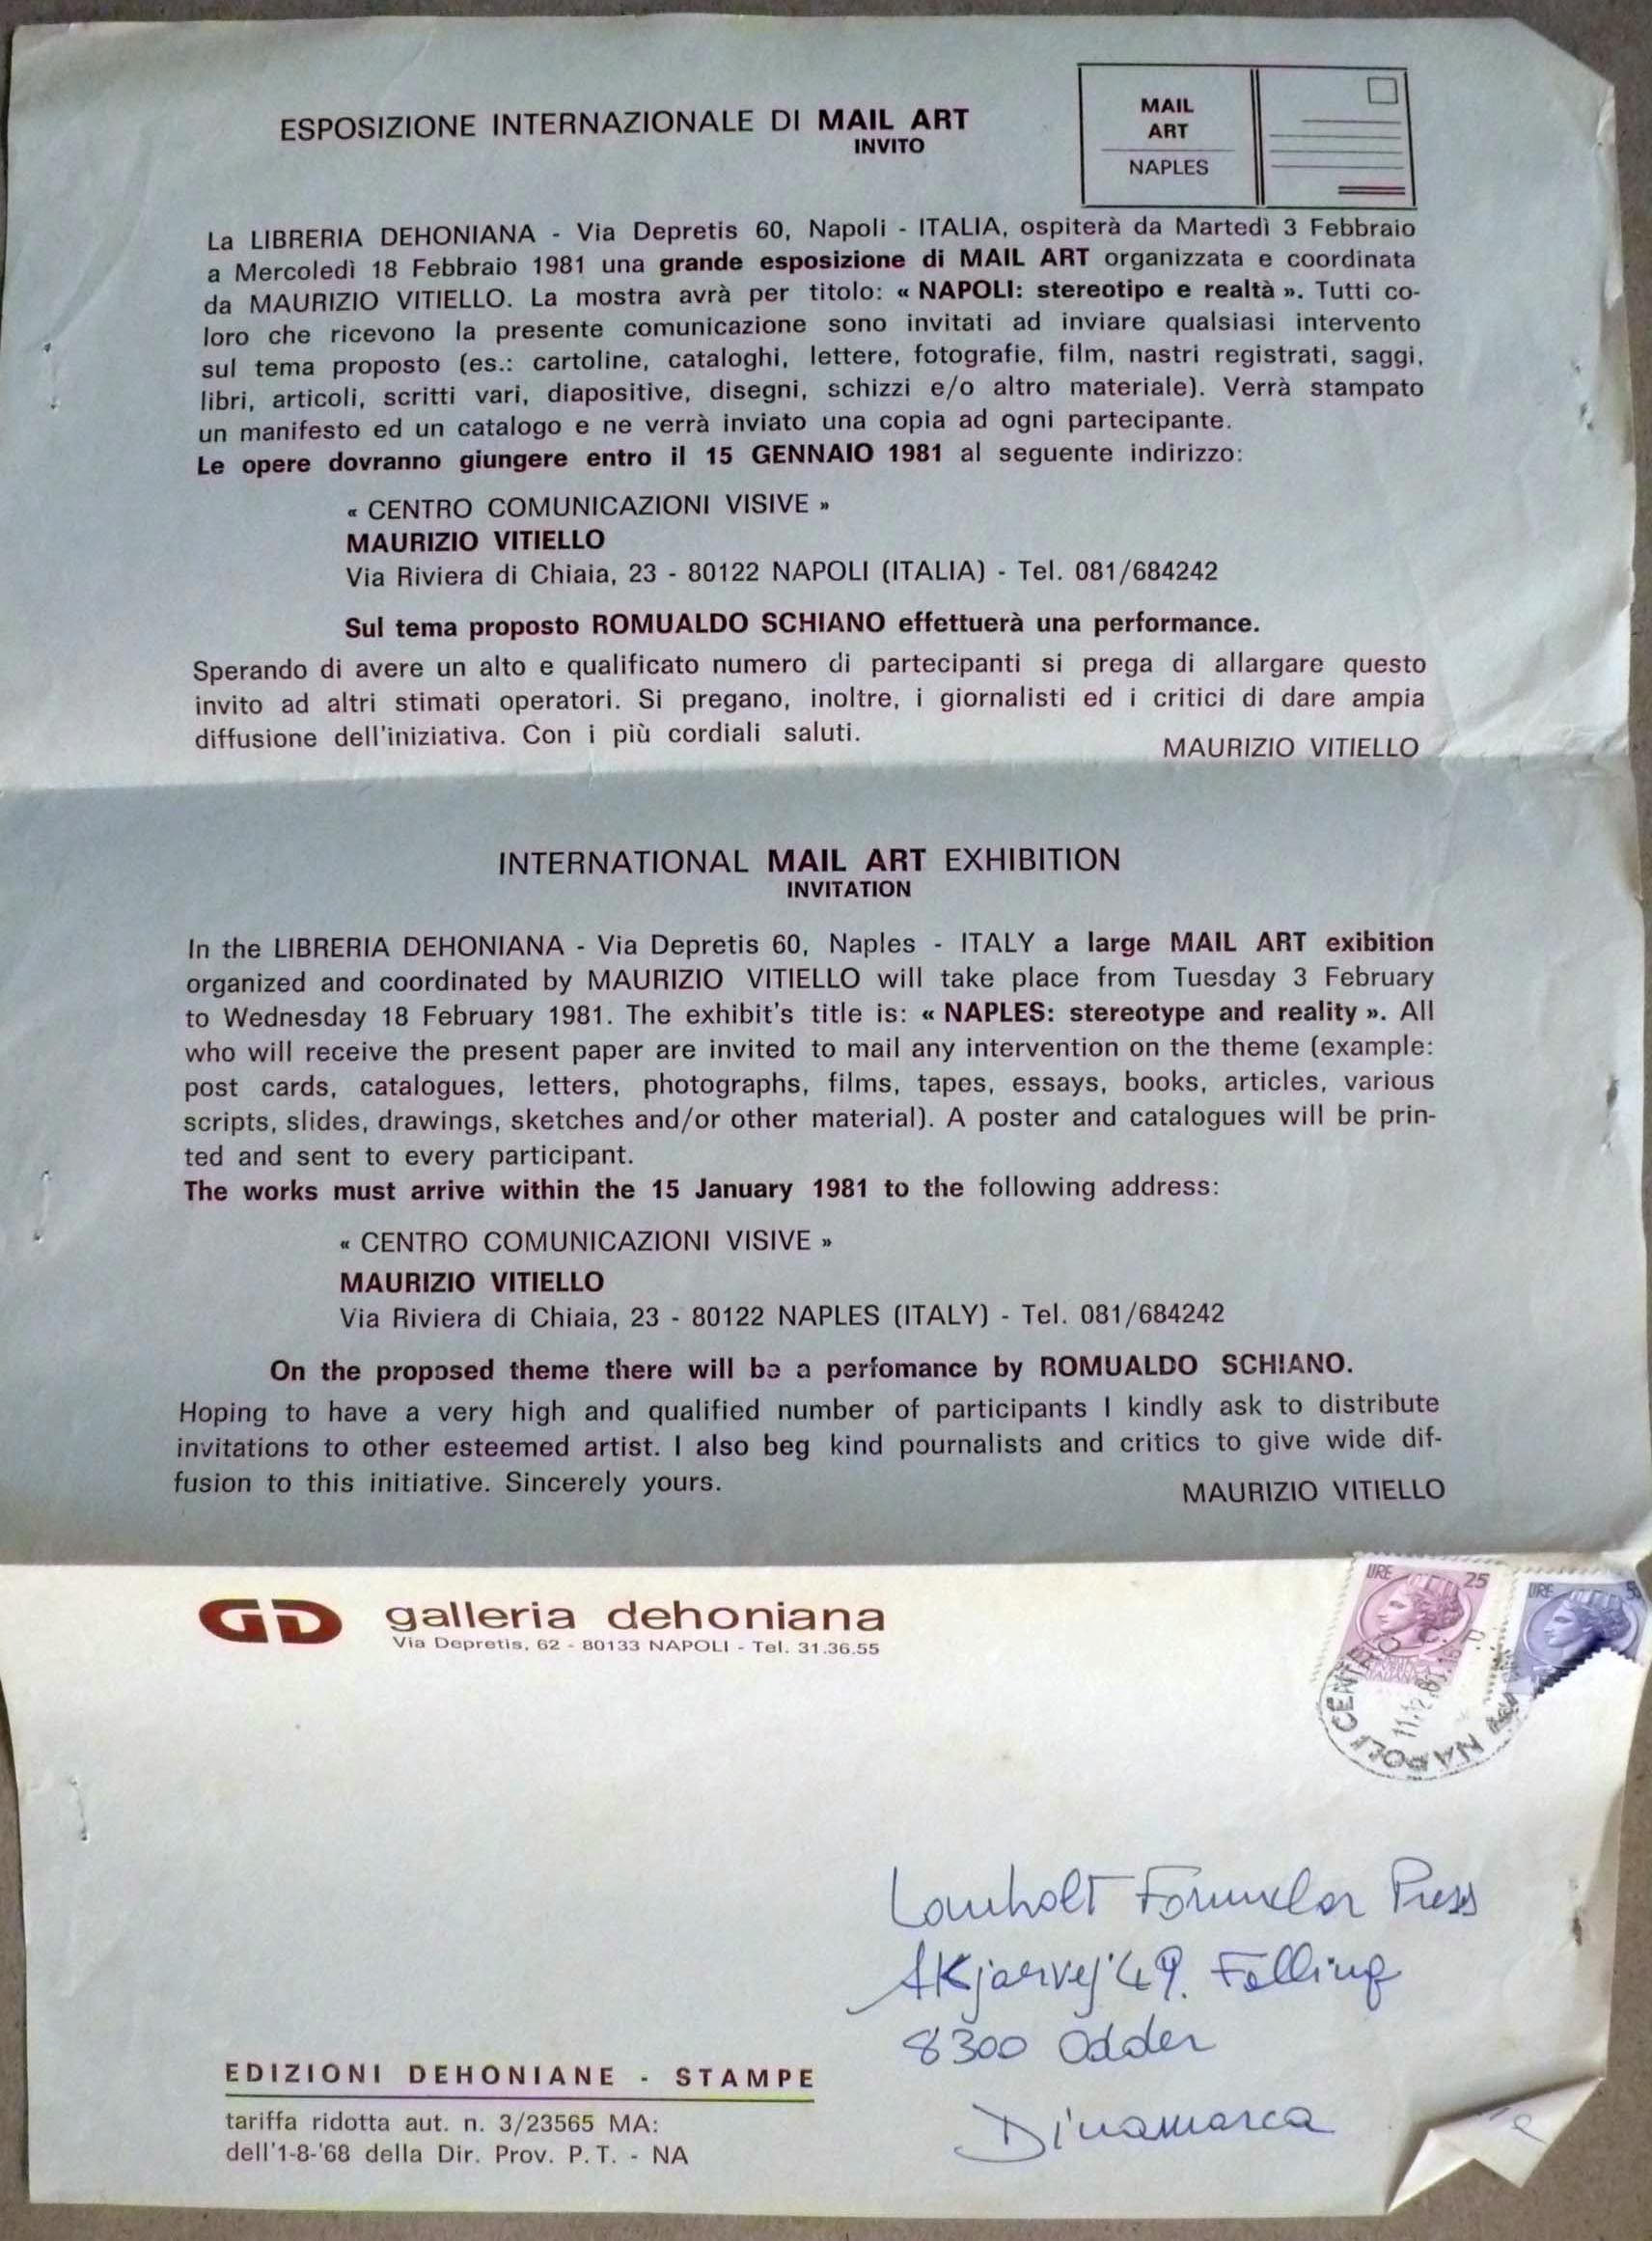 ESPOSIZIONE INTERNAZIONALE DI MAIL ART
INVITO
MAIL
ART
NAPLES
La LIBRERIA DEHONIANA - Via Depretis 60, Napoli - ITALIA, ospiterà da Martedì 3 Febbraio
a Mercoledì 18 Febbraio 1981 una grande esposizione di MAIL ART organizzata e coordinata
da MAURIZIO VITIELLO. La mostra avrà per titolo: « NAPOLI: stereotipo e realtà ». Tutti co-
loro che ricevono la presente comunicazione sono invitati ad inviare qualsiasi intervento
sul tema proposto (es.: cartoline, cataloghi, lettere, fotografie, film, nastri registrati, saggi,
libri, articoli, scritti vari, diapositive, disegni, schizzi e/o altro materiale). Verrà stampato
un manifesto ed un catalogo e ne verrà inviato una copia ad ogni partecipante.
Le opere dovranno giungere entro il 15 GENNAIO 1981 al seguente indirizzo:
« CENTRO COMUNICAZIONI VISIVE »
MAURIZIO VITIELLO
Via Riviera di Chiaia, 23 - 80122 NAPOLI (ITALIA) - Tel. 081/684242
Sul tema proposto ROMUALDO SCHIANO effettuerà una performance.
Sperando di avere un alto e qualificato numero di partecipanti si prega di allargare questo
invito ad altri stimati operatori. Si pregano, inoltre, i giornalisti ed i critici di dare ampia
diffusione dell'iniziativa. Con i più cordiali saluti.
MAURIZIO VITIELLO
INTERNATIONAL MAIL ART EXHIBITION
INVITATION
In the LIBRERIA DEHONIANA - Via Depretis 60, Naples - ITALY a large MAIL ART exibition
organized and coordinated by MAURIZIO VITIELLO will take place from Tuesday 3 February
to Wednesday 18 February 1981. The exhibit's title is: « NAPLES: stereotype and reality ». All
who will receive the present paper are invited to mail any intervention on the theme (example:
post cards, catalogues, letters, photographs, films, tapes, essays, books, articles, various
scripts, slides, drawings, sketches and/or other material). A poster and catalogues will be prin-
ted and sent to every participant.
The works must arrive within the 15 January 1981 to the following address:
« CENTRO COMUNICAZIONI VISIVE »
MAURIZIO VITIELLO
Via Riviera di Chiaia, 23 - 80122 NAPLES (ITALY) - Tel. 081/684242
On the proposed theme there will be a perfomance by ROMUALDO SCHIANO.
Hoping to have a very high and qualified number of participants I kindly ask to distribute
invitations to other esteemed artist. I also beg kind pournalists and critics to give wide dif-
fusion to this initiative. Sincerely yours.
MAURIZIO VITIELLO
LIRE 25
LIRE
GD galleria dehoniana
Via Depretis, 62 - 80133 NAPOLI - Tel. 31.36.55
NAPOLI CENTRO
Press
Akjarvej 49. Falling
8300 Odder
Dinamarca
EDIZIONI DEHONIANE - STAMPE
tariffa ridotta aut. n. 3/23565 MA:
dell'1-8-'68 della Dir. Prov. P.T. - NA